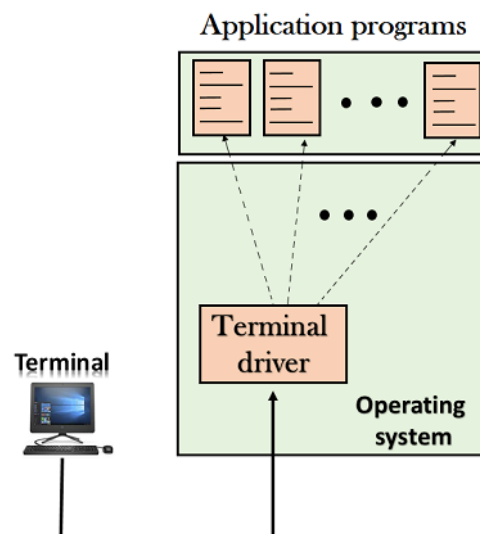 Application programs
Terminal
driver
Terminal
Operating
system